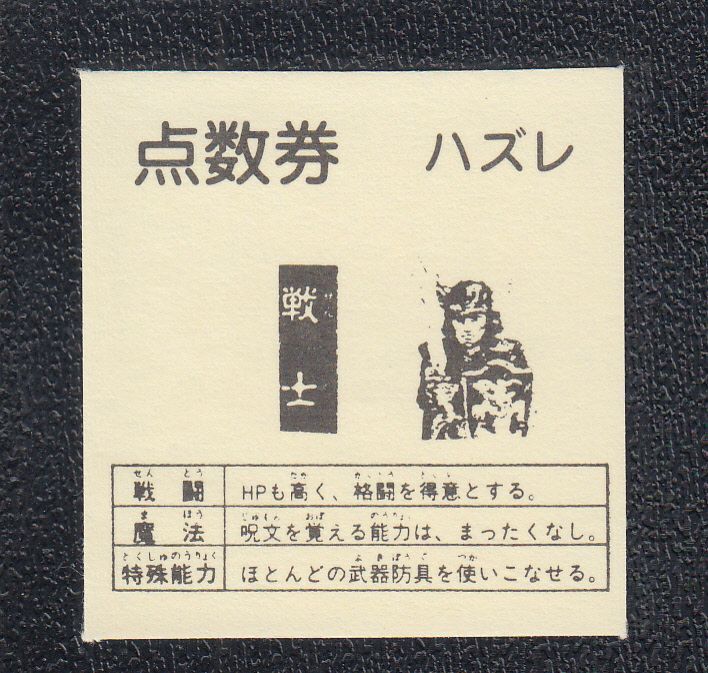 点数券 ハズレ
戦士
戦闘 HPも高く、格闘を得意とする。
魔法 呪文を覚える能力は、まったくなし。
特殊能力 ほとんどの武器防具を使いこなせる。